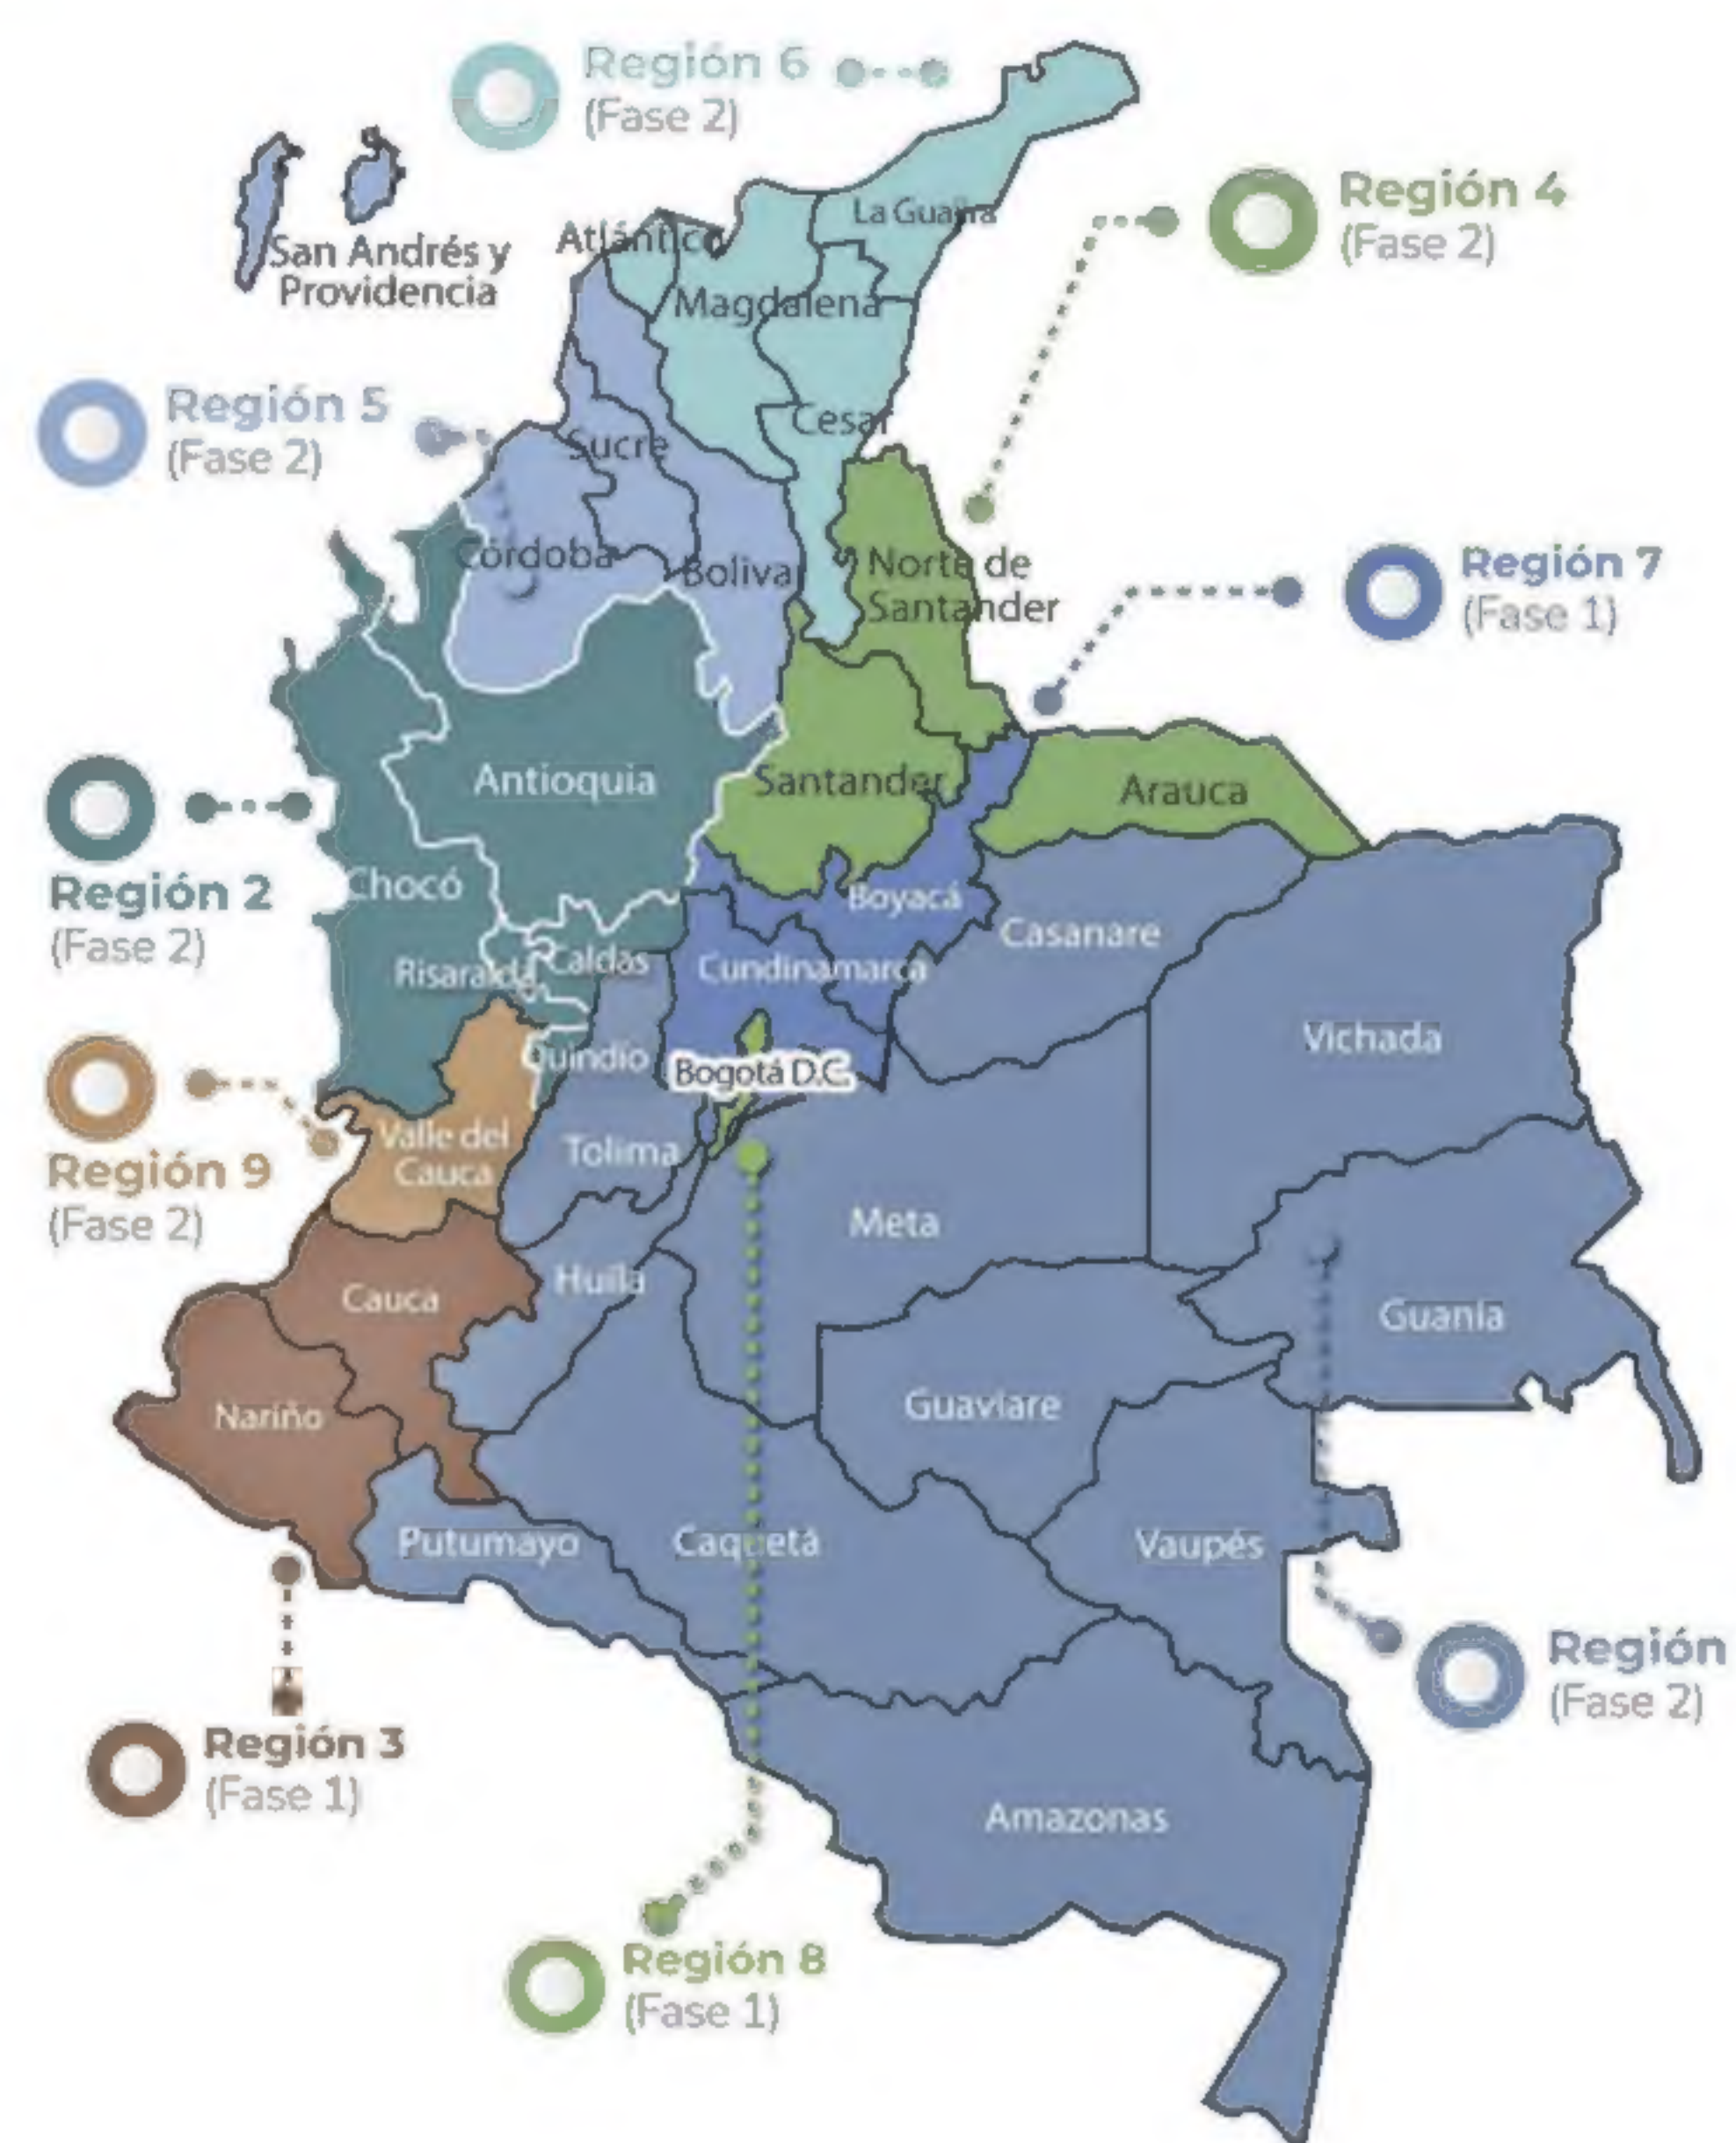 Región 6
(Fase 2)
Región 4
(Fase 2)
La Guajira
Atlántico
San Andrés y
Providencia
Magdalena
Región 5
(Fase 2)
Cesar
Sucre
Córdoba
Bolivar
Norte de
Santander
Región 7
(Fase 1)
Antioquia
Santander
Arauca
Región 2
(Fase 2)
Chocó
Boyacá
Casanare
Risaralda
Caldas
Cundinamarca
Vichada
Quindío
Bogotá D.C.
Región 9
(Fase 2)
Valle del
Cauca
Tolima
Meta
Cauca
Huila
Guanía
Nariño
Guaviare
Putumayo
Caquetá
Vaupés
Región
(Fase 2)
Región 3
(Fase 1)
Amazonas
Región 8
(Fase 1)